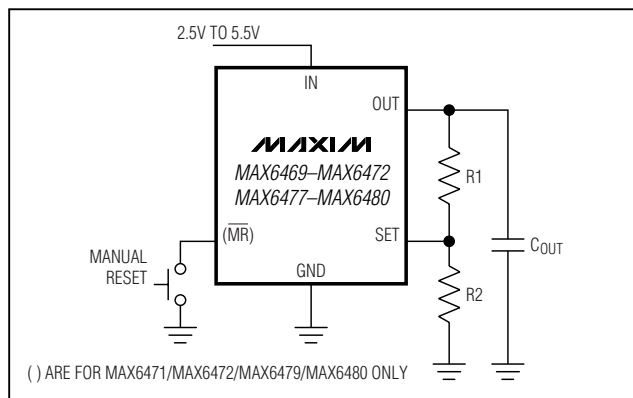 2.5V TO 5.5V
IN
OUT
MAXIM
MAX6469–MAX6472
MAX6477–MAX6480
R1
(M̅R̅)
SET
MANUAL
RESET
GND
COUT
R2
( ) ARE FOR MAX6471/MAX6472/MAX6479/MAX6480 ONLY